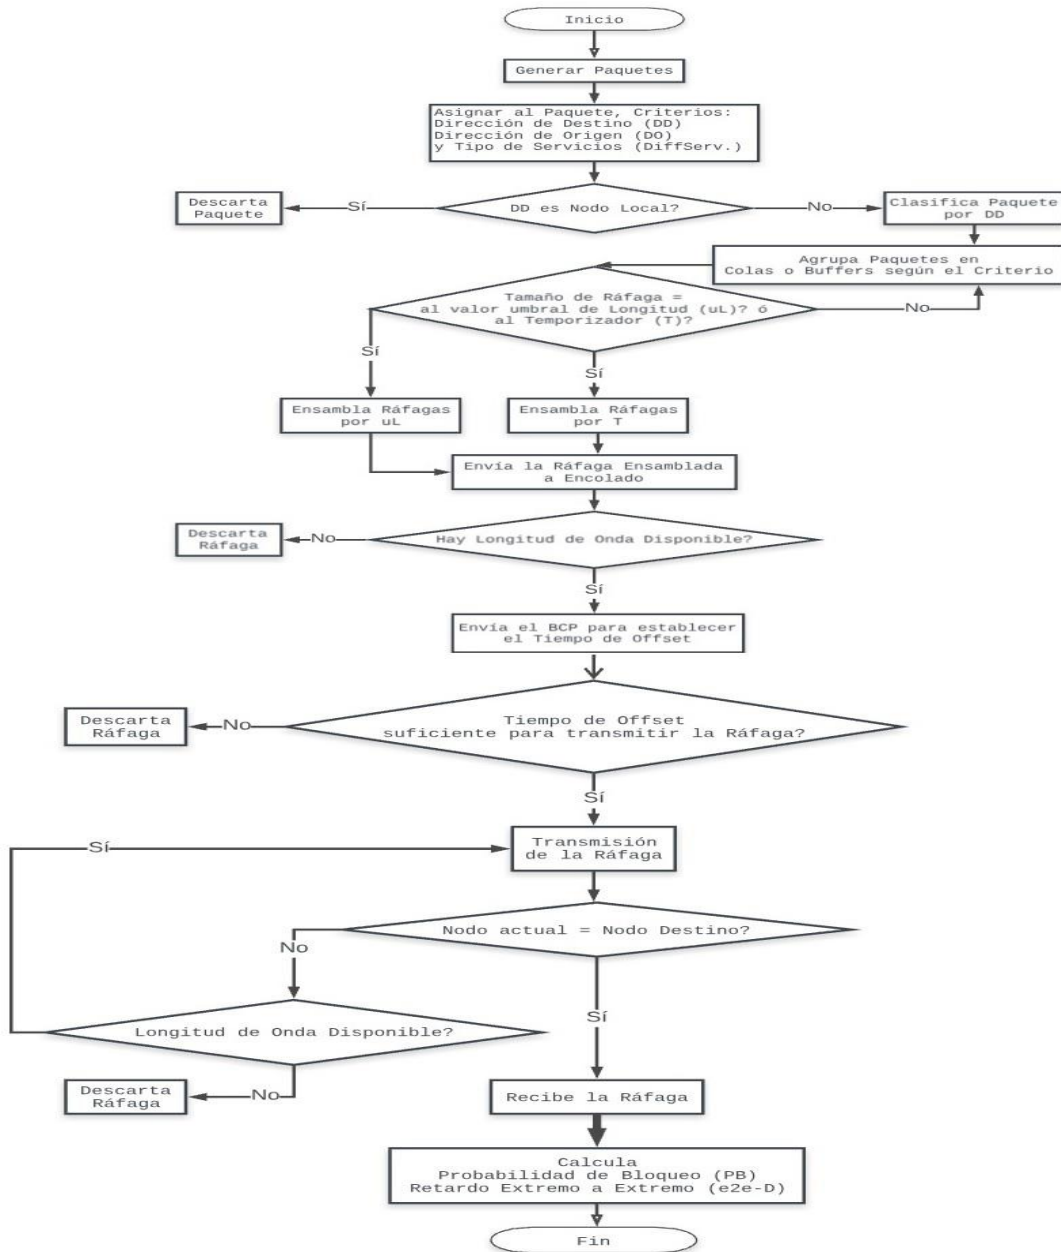 Inicio
Generar Paquetes
Asignar al Paquete, Criterios:
Dirección de Destino (DD)
Dirección de Origen (DO)
y Tipo de Servicios (DiffServ.)
Descarta
Paquete
Sí
DD es Nodo Local?
No
Clasifica Paquete
por DD
Agrupa Paquetes en
Colas o Buffers según el Criterio
Tamaño de Ráfaga =
al valor umbral de Longitud (uL)? ó
al Temporizador (T)?
No
Sí
Sí
Ensambla Ráfagas
por uL
Ensambla Ráfagas
por T
Envía la Ráfaga Ensamblada
a Encolado
Descarta
Ráfaga
No
Hay Longitud de Onda Disponible?
Sí
Envía el BCP para establecer
el Tiempo de Offset
Descarta
Ráfaga
No
Tiempo de Offset
suficiente para transmitir la Ráfaga?
Sí
Sí
Transmisión
de la Ráfaga
Nodo actual = Nodo Destino?
No
Sí
Longitud de Onda Disponible?
Descarta
Ráfaga
No
Recibe la Ráfaga
Calcula
Probabilidad de Bloqueo (PB)
Retardo Extremo a Extremo (e2e-D)
Fin